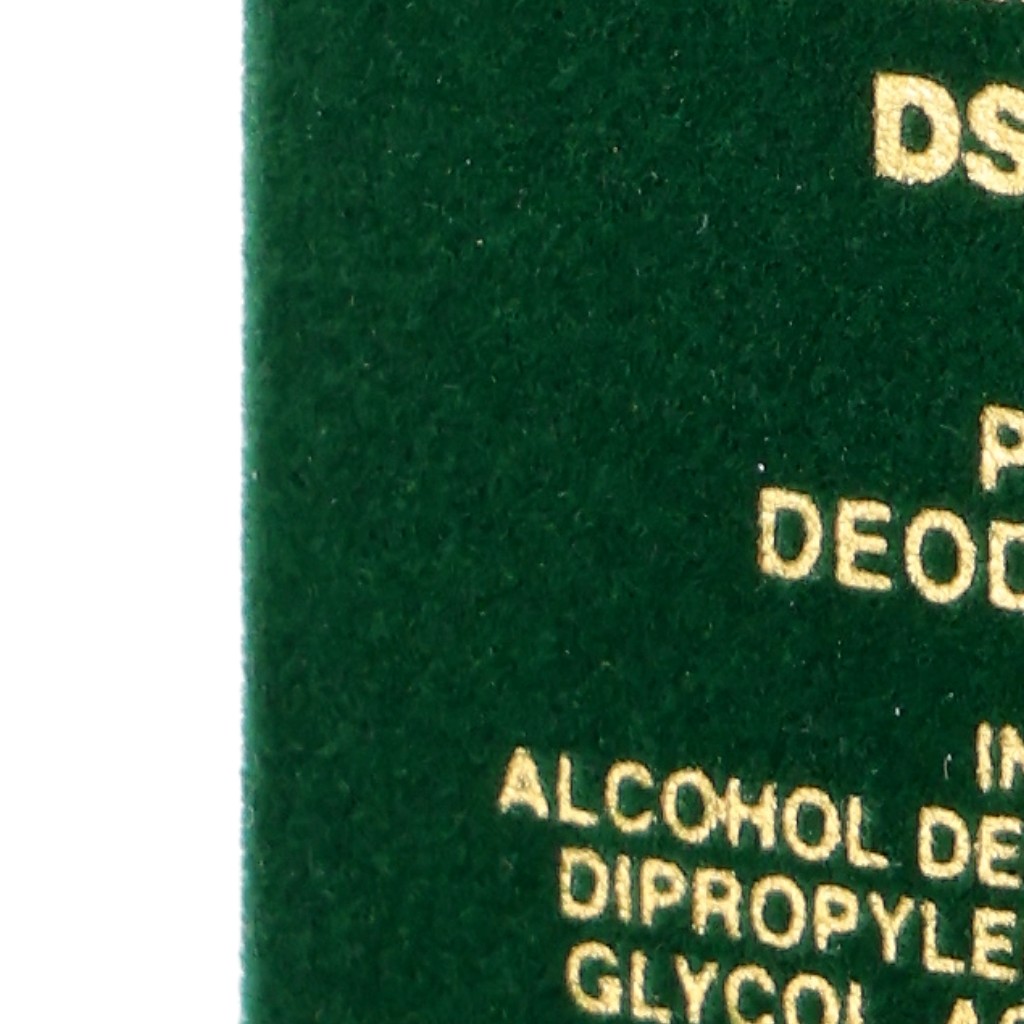 DS
P
DEOD
IN
ALCOHOL DE
DIPROPYLE
GLYCOL AC